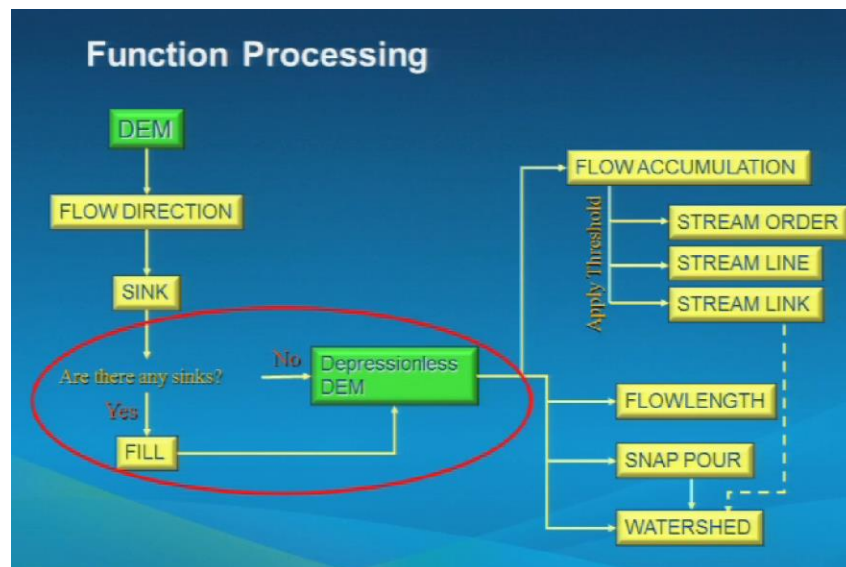 Function Processing
DEM
FLOW DIRECTION
SINK
Are there any sinks?
No
Yes
FILL
Depressionless
DEM
FLOW ACCUMULATION
Apply Threshold
STREAM ORDER
STREAM LINE
STREAM LINK
FLOWLENGTH
SNAP POUR
WATERSHED